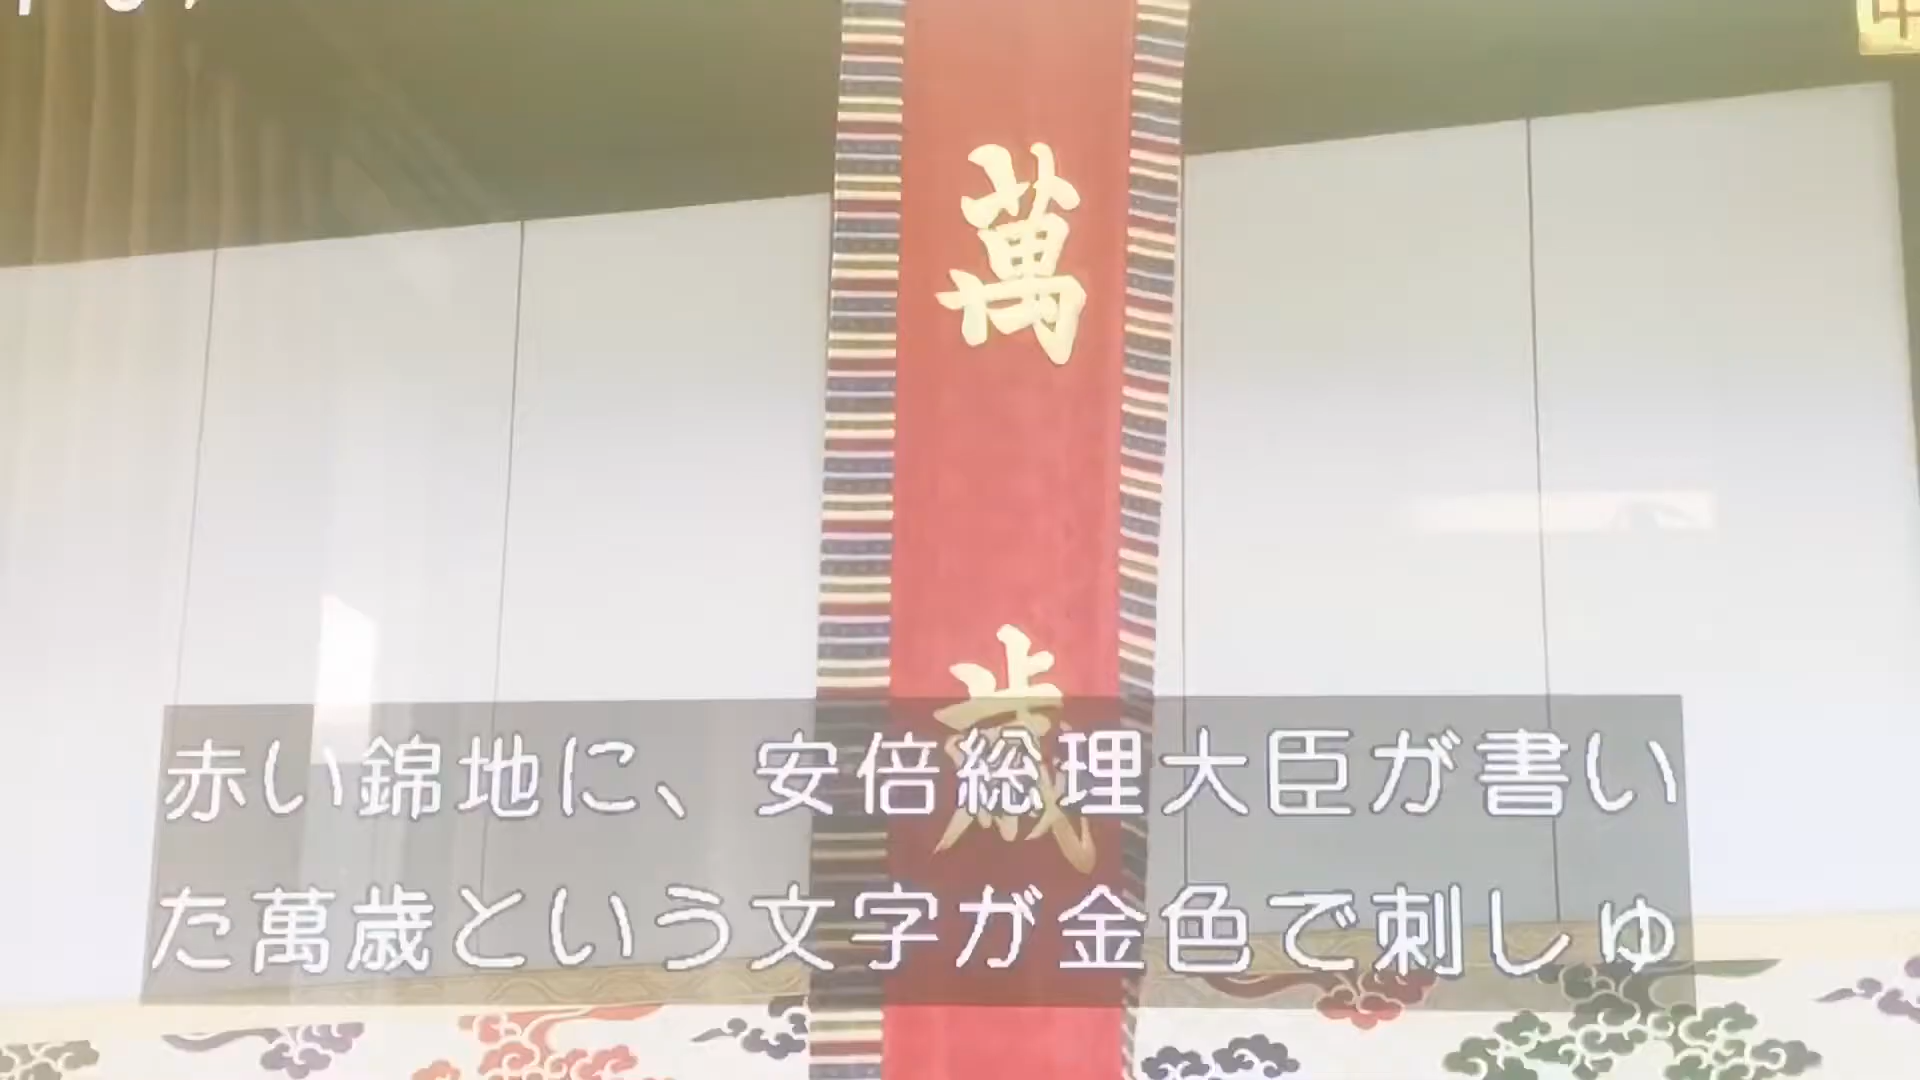 萬
歳
赤い錦地に、安倍総理大臣が書い
た萬歳という文字が金色で刺しゅ